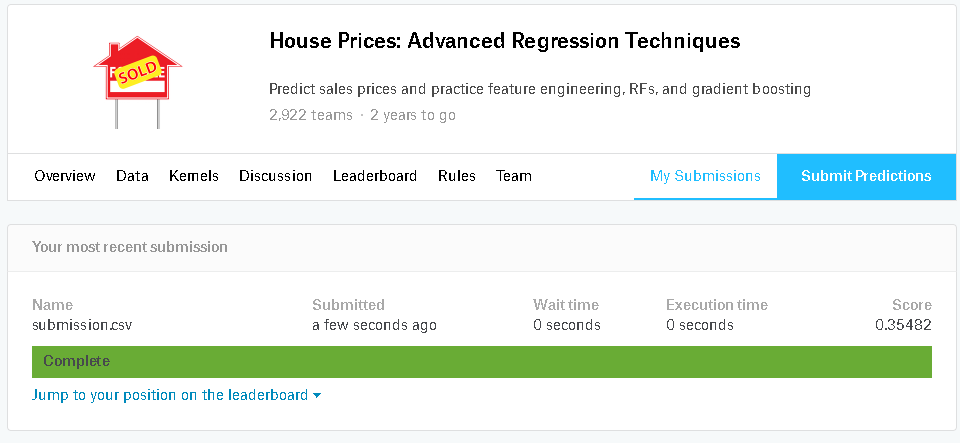 SOLD
House Prices: Advanced Regression Techniques
Predict sales prices and practice feature engineering, RFs, and gradient boosting
2,922 teams · 2 years to go
Overview Data Kernels Discussion Leaderboard Rules Team My Submissions Submit Predictions
Your most recent submission
Name Submitted Wait time Execution time Score
submission.csv a few seconds ago 0 seconds 0 seconds 0.35482
Complete
Jump to your position on the leaderboard